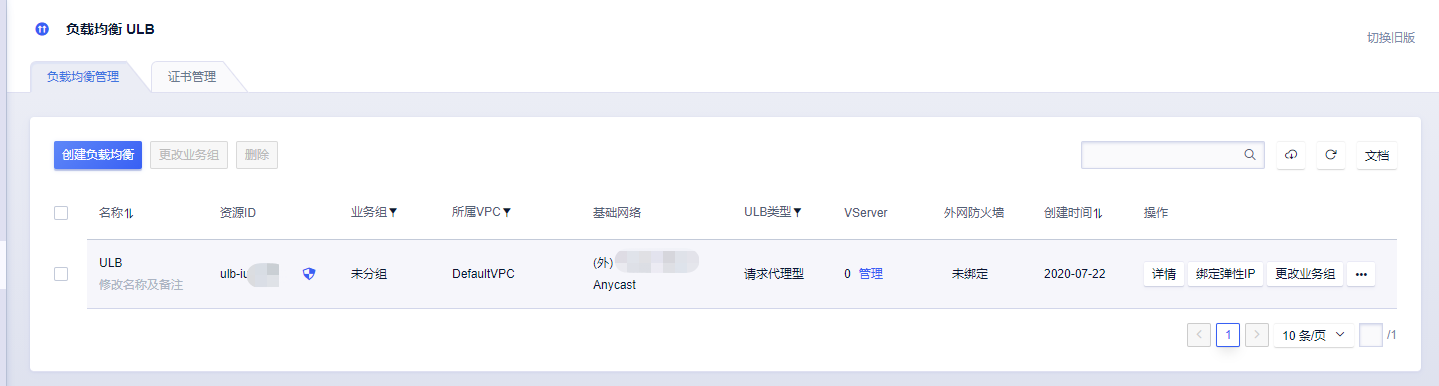 负载均衡 ULB
切换旧版
负载均衡管理 证书管理
创建负载均衡 更改业务组 删除 文档
名称 资源ID 业务组 所属VPC 基础网络 ULB类型 VServer 外网防火墙 创建时间 操作
ULB ulb-iu 未分组 DefaultVPC (外) 请求代理型 0 管理 未绑定 2020-07-22 详情 绑定弹性IP 更改业务组 •••
修改名称及备注 Anycast
1 10 条/页 /1